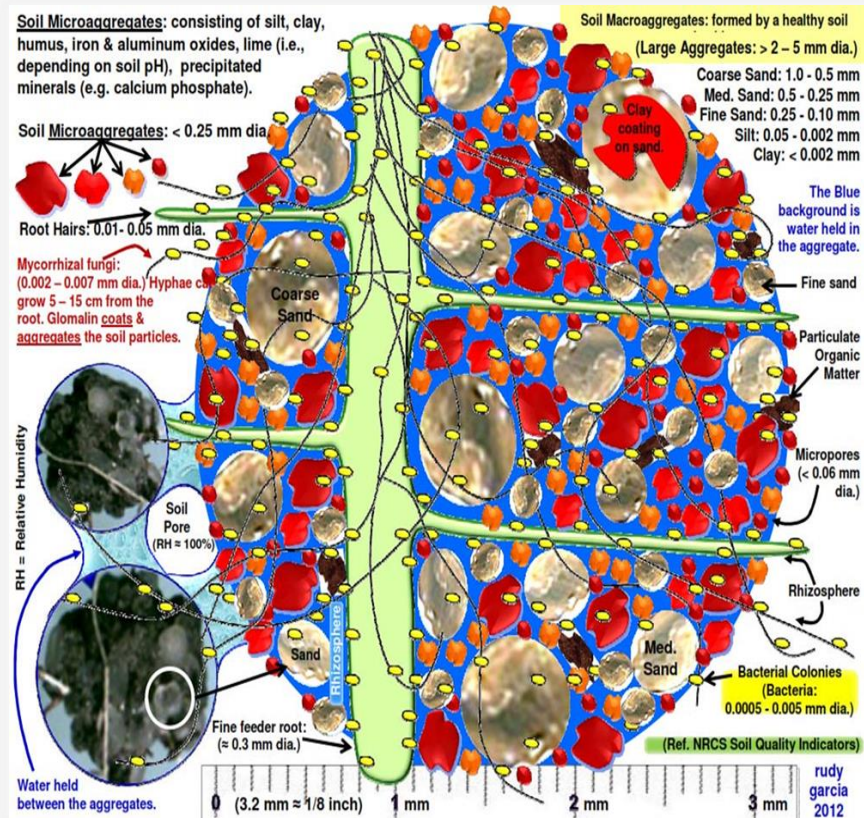 Soil Microaggregates: consisting of silt, clay,
humus, iron & aluminum oxides, lime (i.e.,
depending on soil pH), precipitated
minerals (e.g. calcium phosphate).
Soil Microaggregates: < 0.25 mm dia
Root Hairs: 0.01- 0.05 mm dia.
Mycorrhizal fungi:
(0.002 – 0.007 mm dia.) Hyphae
grow 5 – 15 cm from the
root. Glomalin coats &
aggregates the soil particles.
RH = Relative Humidity
Soil
Pore
(RH ≈ 100%)
Water held
between the aggregates.
Fine feeder root:
(≈ 0.3 mm dia.)
Coarse
Sand
Sand
Rhizosphere
Clay
coating
on sand.
Med.
Sand
Soil Macroaggregates: formed by a healthy soil
(Large Aggregates: > 2 – 5 mm dia.)
Coarse Sand: 1.0 - 0.5 mm
Med. Sand: 0.5 - 0.25 mm
Fine Sand: 0.25 - 0.10 mm
Silt: 0.05 - 0.002 mm
Clay: < 0.002 mm
The Blue
background is
water held in
the aggregate.
Fine sand
Particulate
Organic
Matter
Micropores
(< 0.06 mm
dia.)
Rhizosphere
Bacterial Colonies
(Bacteria:
0.0005 - 0.005 mm dia.)
(Ref. NRCS Soil Quality Indicators)
0 (3.2 mm ≈ 1/8 inch) 1 mm 2 mm 3 mm
rudy
garcia
2012